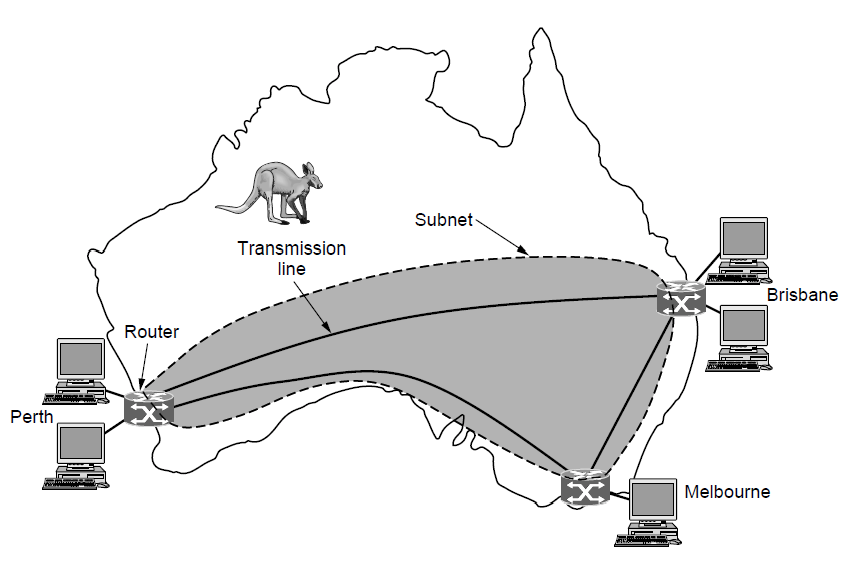 Subnet
Transmission
line
Brisbane
Router
Perth
Melbourne